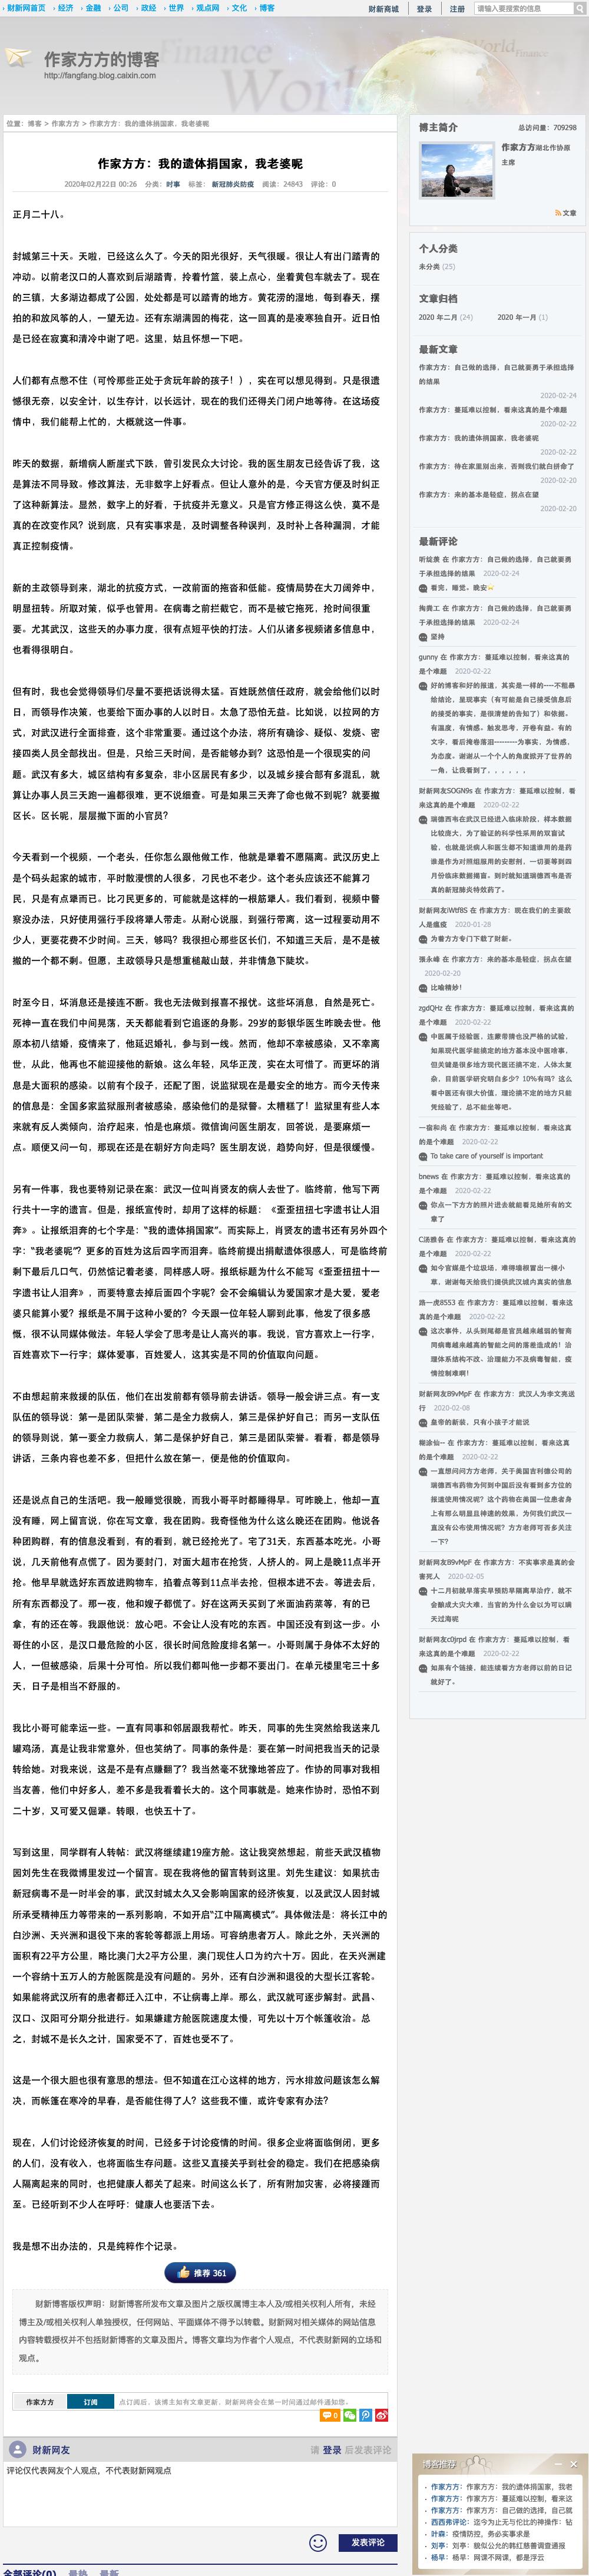 › 财新网首页 › 经济 › 金融 › 公司 › 政经 › 世界 › 观点网 › 文化 › 博客
财新商城 登录 注册 请输入要搜索的信息
作家方方的博客
http://fangfang.blog.caixin.com
位置：博客 > 作家方方 > 作家方方：我的遗体捐国家，我老婆呢
作家方方：我的遗体捐国家，我老婆呢
2020年02月22日 00:26 分类：时事 标签： 新冠肺炎防疫 阅读：24843 评论：0
正月二十八。
封城第三十天。天啦，已经这么久了。今天的阳光很好，天气很暖。很让人有出门踏青的
冲动。以前老汉口的人喜欢到后湖踏青，拎着竹篮，装上点心，坐着黄包车就去了。现在
的三镇，大多湖边都成了公园，处处都是可以踏青的地方。黄花涝的湿地，每到春天，摆
拍的和放风筝的人，一望无边。还有东湖满园的梅花，这一回真的是凌寒独自开。近日怕
是已经在寂寞和清冷中谢了吧。这里，姑且怀想一下吧。
人们都有点憋不住（可怜那些正处于贪玩年龄的孩子！），实在可以想见得到。只是很遗
憾很无奈，以安全计，以生存计，以长远计，现在的我们还得关门闭户地等待。在这场疫
情中，我们能帮上忙的，大概就这一件事。
昨天的数据，新增病人断崖式下跌，曾引发民众大讨论。我的医生朋友已经告诉了我，这
是算法不同导致。修改算法，无非数字上好看点。但让人意外的是，今天官方便及时纠正
了这种新算法。显然，数字上的好看，于抗疫并无意义。只是官方修正得这么快，莫不是
真的在改变作风？说到底，只有实事求是，及时调整各种误判，及时补上各种漏洞，才能
真正控制疫情。
新的主政领导到来，湖北的抗疫方式，一改前面的拖沓和低能。疫情局势在大刀阔斧中，
明显扭转。所取对策，似乎也管用。在病毒之前拦截它，而不是被它拖死，抢时间很重
要。尤其武汉，这些天的办事力度，很有点短平快的打法。人们从诸多视频诸多信息中，
也看得很明白。
但有时，我也会觉得领导们尽量不要把话说得太猛。百姓既然信任政府，就会给他们以时
日，而领导作决策，也要给下面办事的人以时日。太急了恐怕无益。比如说，以拉网的方
式，对武汉进行全面排查，这个非常重要。通过这个办法，将所有确诊、疑似、发烧、密
接四类人员全部找出。但是，只给三天时间，是否能够办到？这恐怕是一个很现实的问
题。武汉有多大，城区结构有多复杂，非小区居民有多少，以及城乡接合部有多混乱，就
算让办事人员三天跑一遍都很难，更不说细查。可是如果三天奔了命也做不到呢？就要撤
区长。区长呢，层层撤下面的小官员？
今天看到一个视频，一个老头，任你怎么跟他做工作，他就是犟着不愿隔离。武汉历史上
是个码头起家的城市，平时散漫惯的人很多，刁民也不老少。这个老头应该还不能算刁
民，只是有点犟而已。比刁民更多的，可能就是这样的一根筋犟人。我们看到，视频中警
察没办法，只好使用强行手段将犟人带走。从耐心说服，到强行带离，这一过程要动用不
少人，更要花费不少时间。三天，够吗？我很担心那些区长们，不知道三天后，是不是被
撤的一个都不剩。但愿，主政领导只是想重槌敲山鼓，并非情急下陡坎。
时至今日，坏消息还是接连不断。我也无法做到报喜不报忧。这些坏消息，自然是死亡。
死神一直在我们中间晃荡，天天都能看到它追逐的身影。29岁的彭银华医生昨晚去世。他
原本初八结婚，疫情来了，他延迟婚礼，参与到一线。然而，他却不幸被感染，又不幸离
世，从此，他再也不能迎接他的新娘。这么年轻，风华正茂，实在太可惜了。而更坏的消
息是大面积的感染。以前有个段子，还配了图，说监狱现在是最安全的地方。而今天传来
的信息是：全国多家监狱服刑者被感染，感染他们的是狱警。太糟糕了！监狱里有些人本
来就有反人类倾向，治疗起来，怕是也麻烦。微信询问医生朋友，回答说，是要麻烦一
点。顺便又问一句，那现在还是在朝好方向走吗？医生朋友说，趋势向好，但是很缓慢。
另有一件事，我也要特别记录在案：武汉一位叫肖贤友的病人去世了。临终前，他写下两
行共十一字的遗言。但是，报纸宣传时，却用了这样的标题：《歪歪扭扭七字遗书让人泪
奔》。让报纸泪奔的七个字是：“我的遗体捐国家”。而实际上，肖贤友的遗书还有另外四个
字：“我老婆呢”？更多的百姓为这后四字而泪奔。临终前提出捐献遗体很感人，可是临终前
剩下最后几口气，仍然惦记着老婆，同样感人呀。报纸标题为什么不能写《歪歪扭扭十一
字遗书让人泪奔》，而要特意去掉后面四个字呢？会不会编辑认为爱国家才是大爱，爱老
婆只能算小爱？报纸是不屑于这种小爱的？今天跟一位年轻人聊到此事，他发了很多感
慨，很不认同媒体做法。年轻人学会了思考是让人高兴的事。我说，官方喜欢上一行字，
百姓喜欢下一行字；媒体爱事，百姓爱人，这其实是不同的价值取向问题。
不由想起前来救援的队伍，他们在出发前都有领导前去讲话。领导一般会讲三点。有一支
队伍的领导说：第一是团队荣誉，第二是全力救病人，第三是保护好自己；而另一支队伍
的领导则说，第一要全力救病人，第二是保护好自己，第三是团队荣誉。看看，都是领导
讲话，三条内容也差不多，但把什么放在第一，便是他的价值取向。
还是说点自己的生活吧。我一般睡觉很晚，而我小哥平时都睡得早。可昨晚上，他却一直
没有睡，网上留言说，你在写文章，我在团购。我奇怪他为什么这么晚还在团购。他说各
种团购群，有的信息没看到，有的看到，就已经抢光了。宅了31天，东西基本吃光。小哥
说，几天前他有点慌了。因为要封门，对面大超市在抢货，人挤人的。网上是晚11点半开
抢。他早早就选好东西放进购物车，掐着点等到11点半去抢，但根本进不去。等进去后，
所有东西都没了。那一夜，他和嫂子都慌了。好在这两天买到了米面油药菜等，有的已
拿，有的还在等。我跟他说：放心吧。不会让人没有吃的东西。中国还没有到这一步。小
哥住的小区，是汉口最危险的小区，很长时间危险度排名第一。小哥则属于身体不太好的
人，一但被感染，后果十分可怕。所以我们都叫他一步都不要出门。在单元楼里宅三十多
天，日子是相当不舒服的。
我比小哥可能幸运一些。一直有同事和邻居跟我帮忙。昨天，同事的先生突然给我送来几
罐鸡汤，真是让我非常意外，但也笑纳了。同事的条件是：要在第一时间把我当天的记录
转给她。对我来说，这是不是有点赚翻了？我当然毫不犹豫地答应了。作协的同事对我相
当友善，他们中好多人，差不多是我看着长大的。这个同事就是。她来作协时，恐怕不到
二十岁，又可爱又倔犟。转眼，也快五十了。
写到这里，同学群有人转帖：武汉将继续建19座方舱。这让我突然想起，前些天武汉植物
园刘先生在我微博里发过一个留言。现在我将他的留言转到这里。刘先生建议：如果抗击
新冠病毒不是一时半会的事，武汉封城太久又会影响国家的经济恢复，以及武汉人因封城
所承受精神压力等带来的一系列影响，不如开启“江中隔离模式”。具体做法是：将长江中的
白沙洲、天兴洲和退役下来的客轮等都派上用场。可容纳患者万人。除此之外，天兴洲的
面积有22平方公里，略比澳门大2平方公里，澳门现住人口为约六十万。因此，在天兴洲建
一个容纳十五万人的方舱医院是没有问题的。另外，还有白沙洲和退役的大型长江客轮。
如果能将武汉所有的患者都迁入江中，不让病毒上岸。那么，武汉就可逐步解封。武昌、
汉口、汉阳可分期分批进行。如果嫌建方舱医院速度太慢，可先以十万个帐篷收治。总
之，封城不是长久之计，国家受不了，百姓也受不了。
这是一个很大胆也很有意思的想法。但不知道在江心这样的地方，污水排放问题该怎么解
决，而帐篷在寒冷的早春，是否能住得了人？这些我不懂，或许专家有办法？
现在，人们讨论经济恢复的时间，已经多于讨论疫情的时间。很多企业将面临倒闭，更多
的人们，没有收入，也将面临生存问题。这些又直接关乎到社会的稳定。我们在把感染病
人隔离起来的同时，也把健康人都关了起来。时间这么长了，所有附加灾害，必将接踵而
至。已经听到不少人在呼吁：健康人也要活下去。
我是想不出办法的，只是纯粹作个记录。
推荐 361
财新博客版权声明：财新博客所发布文章及图片之版权属博主本人及/或相关权利人所有，未经
博主及/或相关权利人单独授权，任何网站、平面媒体不得予以转载。财新网对相关媒体的网站信息
内容转载授权并不包括财新博客的文章及图片。博客文章均为作者个人观点，不代表财新网的立场和
观点。
作家方方 订阅 点订阅后，该博主如有文章更新，财新网将会在第一时间通过邮件通知您。
0
财新网友 请 登录 后发表评论
评论仅代表网友个人观点，不代表财新网观点
发表评论
全部评论(0) 最热 最新
博主简介 总访问量：709298
作家方方湖北作协原
主席
文章
个人分类
未分类 (25)
文章归档
2020 年二月 (24) 2020 年一月 (1)
最新文章
作家方方：自己做的选择，自己就要勇于承担选择
的结果
2020-02-24
作家方方：蔓延难以控制，看来这真的是个难题
2020-02-22
作家方方：我的遗体捐国家，我老婆呢
2020-02-22
作家方方：待在家里别出来，否则我们就白拼命了
2020-02-20
作家方方：来的基本是轻症，拐点在望
2020-02-20
最新评论
听绽羡 在 作家方方：自己做的选择，自己就要勇
于承担选择的结果 2020-02-24
看完，睡觉。晚安
掏粪工 在 作家方方：自己做的选择，自己就要勇
于承担选择的结果 2020-02-24
坚持
gunny 在 作家方方：蔓延难以控制，看来这真的
是个难题 2020-02-22
好的博客和好的报道，其实是一样的----不粗暴
给结论，呈现事实（有可能是自己接受信息后
的接受的事实，是很清楚的告知了）和依据。
有温度，有情感。触发思考，开卷有益。有的
文字，看后掩卷落泪---------为事实，为情感，
为态度。谢谢从一个个人的角度掀开了世界的
一角，让我看到了，，，，，，
财新网友SOGN9s 在 作家方方：蔓延难以控制，看
来这真的是个难题 2020-02-22
瑞德西韦在武汉已经进入临床阶段，样本数据
比较庞大，为了验证的科学性采用的双盲试
验，也就是说病人和医生都不知道谁用的是药
谁是作为对照组服用的安慰剂，一切要等到四
月份临床数据揭盲。到时就知道瑞德西韦是否
真的新冠肺炎特效药了。
财新网友iWtf8S 在 作家方方：现在我们的主要敌
人是瘟疫 2020-01-28
为看方方专门下载了财新。
張永峰 在 作家方方：来的基本是轻症，拐点在望
2020-02-20
比喻精妙！
zgdQHz 在 作家方方：蔓延难以控制，看来这真的
是个难题 2020-02-22
中医属于经验医，连蒙带猜也没严格的试验，
如果现代医学能搞定的地方基本没中医啥事，
但关键是很多地方现代医还搞不定，人体太复
杂，目前医学研究明白多少？10%有吗？这么
看中医还有很大价值，理论搞不定的地方只能
凭经验了，总不能坐等吧。
一宿和尚 在 作家方方：蔓延难以控制，看来这真
的是个难题 2020-02-22
To take care of yourself is important
bnews 在 作家方方：蔓延难以控制，看来这真的
是个难题 2020-02-22
你点一下方方的照片进去就能看见她所有的文
章了
C汤雅各 在 作家方方：蔓延难以控制，看来这真的
是个难题 2020-02-22
如今官媒是个垃圾场，难得墙根冒出一棵小
草，谢谢每天给我们提供武汉城内真实的信息
路一虎8553 在 作家方方：蔓延难以控制，看来这
真的是个难题 2020-02-22
这次事件，从头到尾都是官员越来越弱的智商
同病毒越来越高的智能之间的落差造成的！治
理体系结构不改，治理能力不及病毒智能，疫
情控制难啊！
财新网友B9vMpF 在 作家方方：武汉人为李文亮送
行 2020-02-08
皇帝的新装，只有小孩子才能说
糊涂仙~ 在 作家方方：蔓延难以控制，看来这真
的是个难题 2020-02-22
一直想问问方方老师，关于美国吉利德公司的
瑞德西韦药物为何到中国后没有看到多方位的
报道使用情况呢？这个药物在美国一位患者身
上有那么明显且神速的效果，为何我们武汉一
直没有公布使用情况呢？方方老师可否多关注
一下？
财新网友B9vMpF 在 作家方方：不实事求是真的会
害死人 2020-02-05
十二月初就早落实早预防早隔离早治疗，就不
会酿成大灾大难，当官的为什么会以为可以瞒
天过海呢
财新网友c0jrpd 在 作家方方：蔓延难以控制，看
来这真的是个难题 2020-02-22
如果有个链接，能连续看方方老师以前的日记
就好了。
博客推荐
· 作家方方：作家方方：我的遗体捐国家，我老
· 作家方方：作家方方：蔓延难以控制，看来这
· 作家方方：作家方方：自己做的选择，自己就
· 西西弗评论：迄今为止无与伦比的神操作：钻
· 叶森：疫情防控，务必实事求是
· 刘亭：刘亭：貌似公允的韩红慈善调查通报
· 杨早：杨早：网课不网课，都是浮云